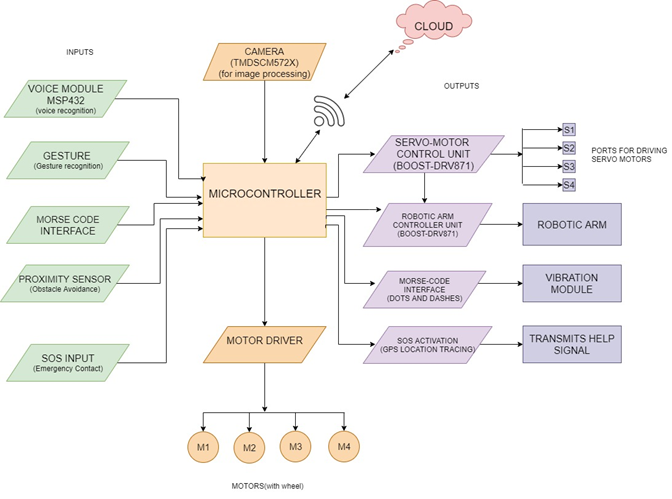 CLOUD
INPUTS
CAMERA
(TMDSCM572X)
(for image processing)
OUTPUTS
VOICE MODULE
MSP432
(voice recognition)
GESTURE
(Gesture recognition)
MORSE CODE
INTERFACE
PROXIMITY SENSOR
(Obstacle Avoidance)
SOS INPUT
(Emergency Contact)
MICROCONTROLLER
SERVO-MOTOR
CONTROL UNIT
(BOOST-DRV871)
S1
S2
S3
S4
PORTS FOR DRIVING
SERVO MOTORS
ROBOTIC ARM
CONTROLLER UNIT
(BOOST-DRV871)
ROBOTIC ARM
MORSE-CODE
INTERFACE
(DOTS AND DASHES)
VIBRATION
MODULE
SOS ACTIVATION
(GPS LOCATION TRACING)
TRANSMITS HELP
SIGNAL
MOTOR DRIVER
M1
M2
M3
M4
MOTORS(with wheel)